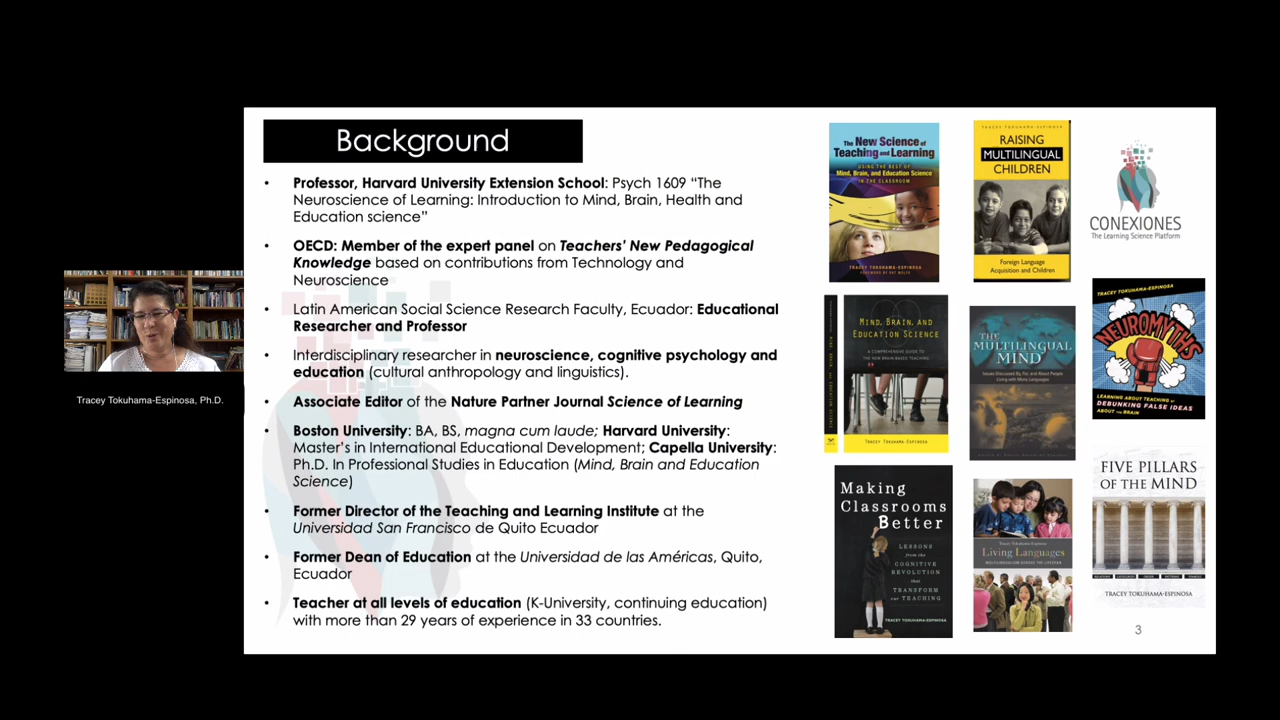 Background
• Professor, Harvard University Extension School: Psych 1609 “The
Neuroscience of Learning: Introduction to Mind, Brain, Health and
Education science”
• OECD: Member of the expert panel on Teachers' New Pedagogical
Knowledge based on contributions from Technology and
Neuroscience
• Latin American Social Science Research Faculty, Ecuador: Educational
Researcher and Professor
• Interdisciplinary researcher in neuroscience, cognitive psychology and
education (cultural anthropology and linguistics).
• Associate Editor of the Nature Partner Journal Science of Learning
• Boston University: BA, BS, magna cum laude; Harvard University:
Master’s in International Educational Development; Capella University:
Ph.D. In Professional Studies in Education (Mind, Brain and Education
Science)
• Former Director of the Teaching and Learning Institute at the
Universidad San Francisco de Quito Ecuador
• Former Dean of Education at the Universidad de las Américas, Quito,
Ecuador
• Teacher at all levels of education (K-University, continuing education)
with more than 29 years of experience in 33 countries.
Tracey Tokuhama-Espinosa, Ph.D.
The New Science of
Teaching and Learning
USING THE BEST OF
Mind, Brain, and Education Science
IN THE CLASSROOM
TRACEY TOKUHAMA-ESPINOSA
TRACEY TOKUHAMA-ESPINOSA
RAISING
MULTILINGUAL
CHILDREN
Foreign Language
Acquisition and Children
CONEXIONES
The Learning Science Platform
MIND, BRAIN, AND
EDUCATION SCIENCE
A COMPREHENSIVE GUIDE TO
THE NEW BRAIN-BASED TEACHING
TRACEY TOKUHAMA-ESPINOSA
THE
MULTILINGUAL
MIND
Issues Discussed By, For, and About People
Living with Many Languages
TRACEY TOKUHAMA-ESPINOSA
NEUROMYTHS
LEARNING ABOUT TEACHING BY
DEBUNKING FALSE IDEAS
ABOUT THE BRAIN
Making
Classrooms
Better
LESSONS
from the
COGNITIVE
REVOLUTION
that
TRANSFORM
our TEACHING
TRACEY TOKUHAMA-ESPINOSA
Tracey Tokuhama-Espinosa
Living Languages
MULTILINGUALISM ACROSS THE LIFESPAN
FIVE PILLARS
OF THE MIND
TRACEY TOKUHAMA-ESPINOSA
3